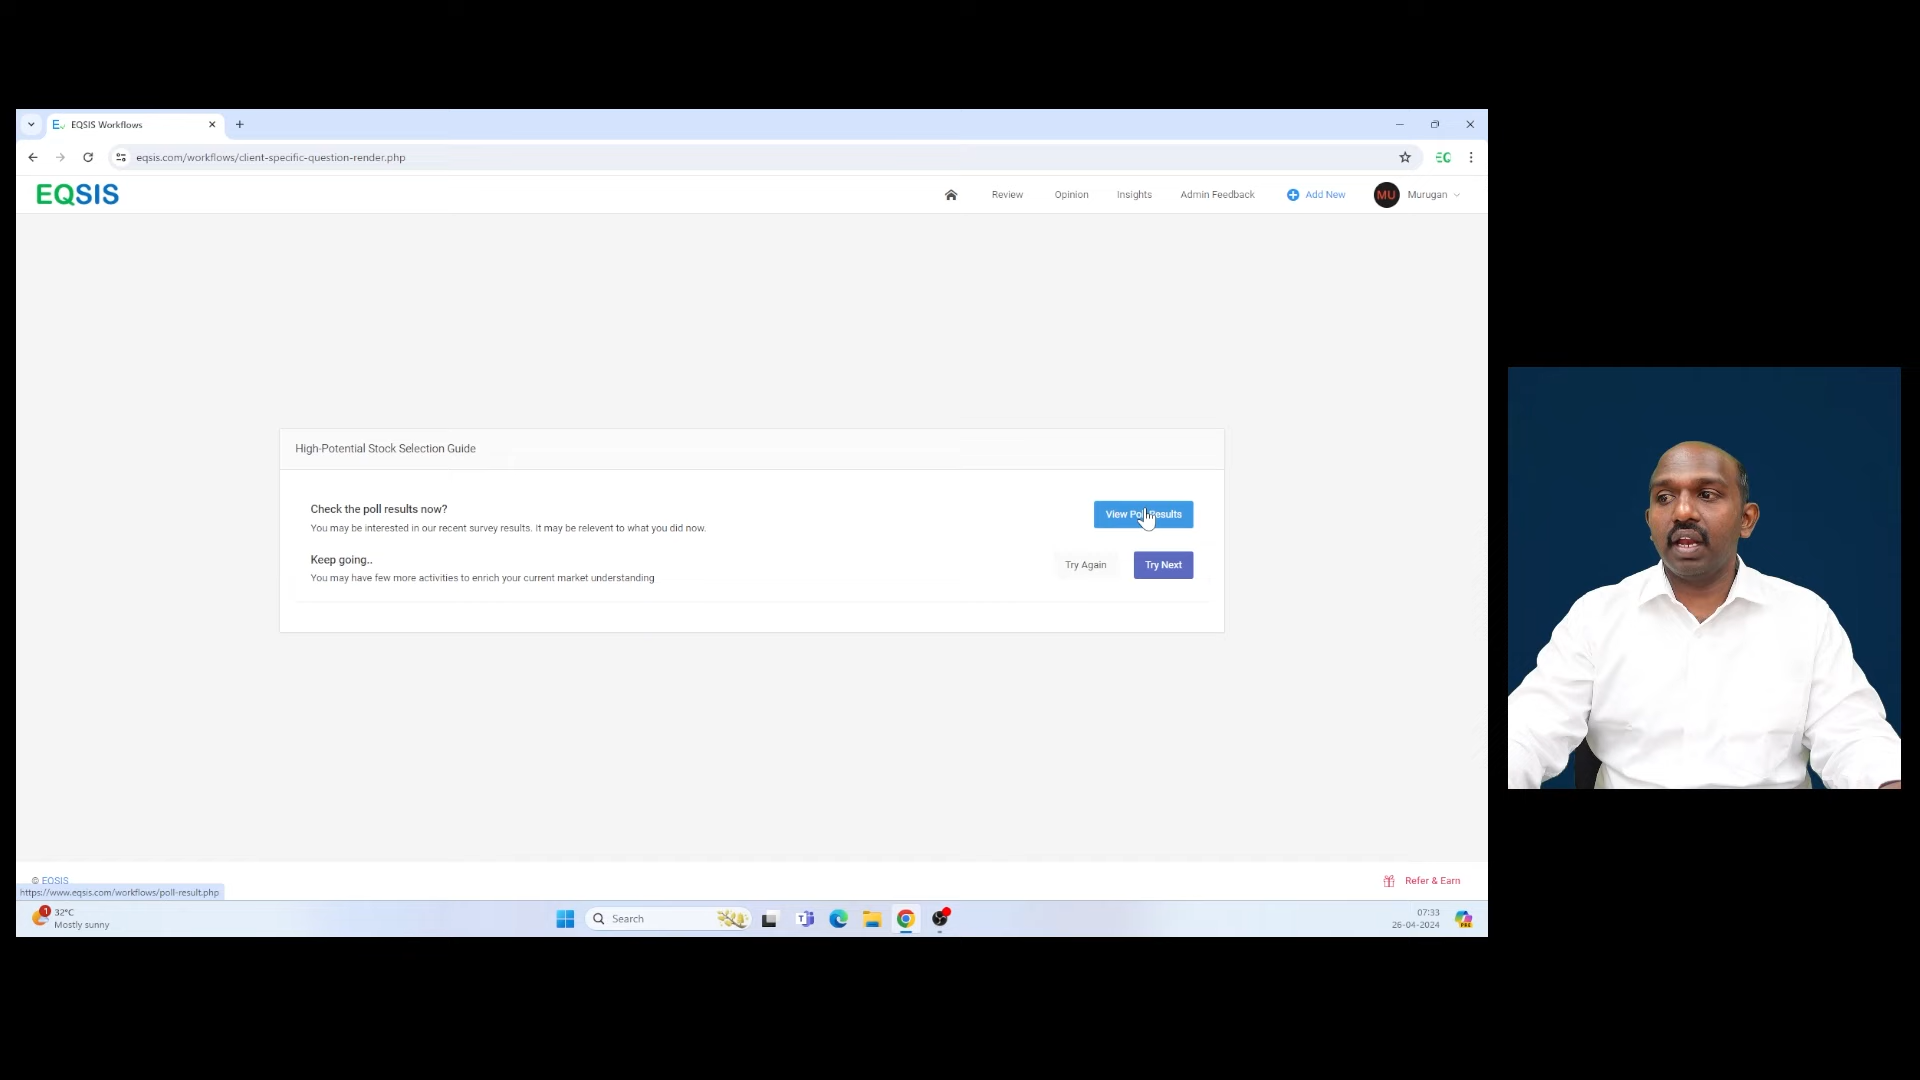 EQSIS Workflows
eqsis.com/workflows/client-specific-question-render.php
EQ
EQSIS
Review
Opinion
Insights
Admin Feedback
Add New
MU
Murugan
High-Potential Stock Selection Guide
Check the poll results now?
You may be interested in our recent survey results. It may be relevent to what you did now.
View Poll Results
Keep going..
You may have few more activities to enrich your current market understanding
Try Again
Try Next
© EQSIS
https://www.eqsis.com/workflows/poll-result.php
Refer & Earn
1
32°C
Mostly sunny
Search
07:33
26-04-2024
PRE